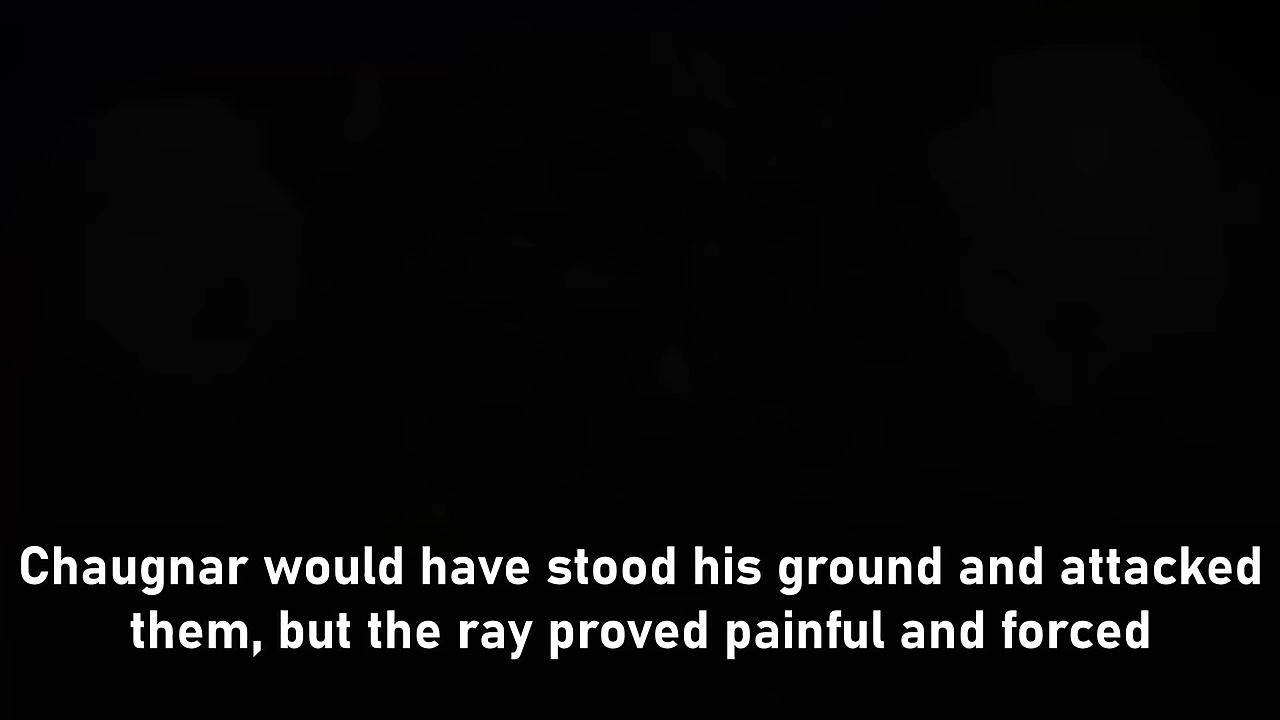 Chaugnar would have stood his ground and attacked
them, but the ray proved painful and forced